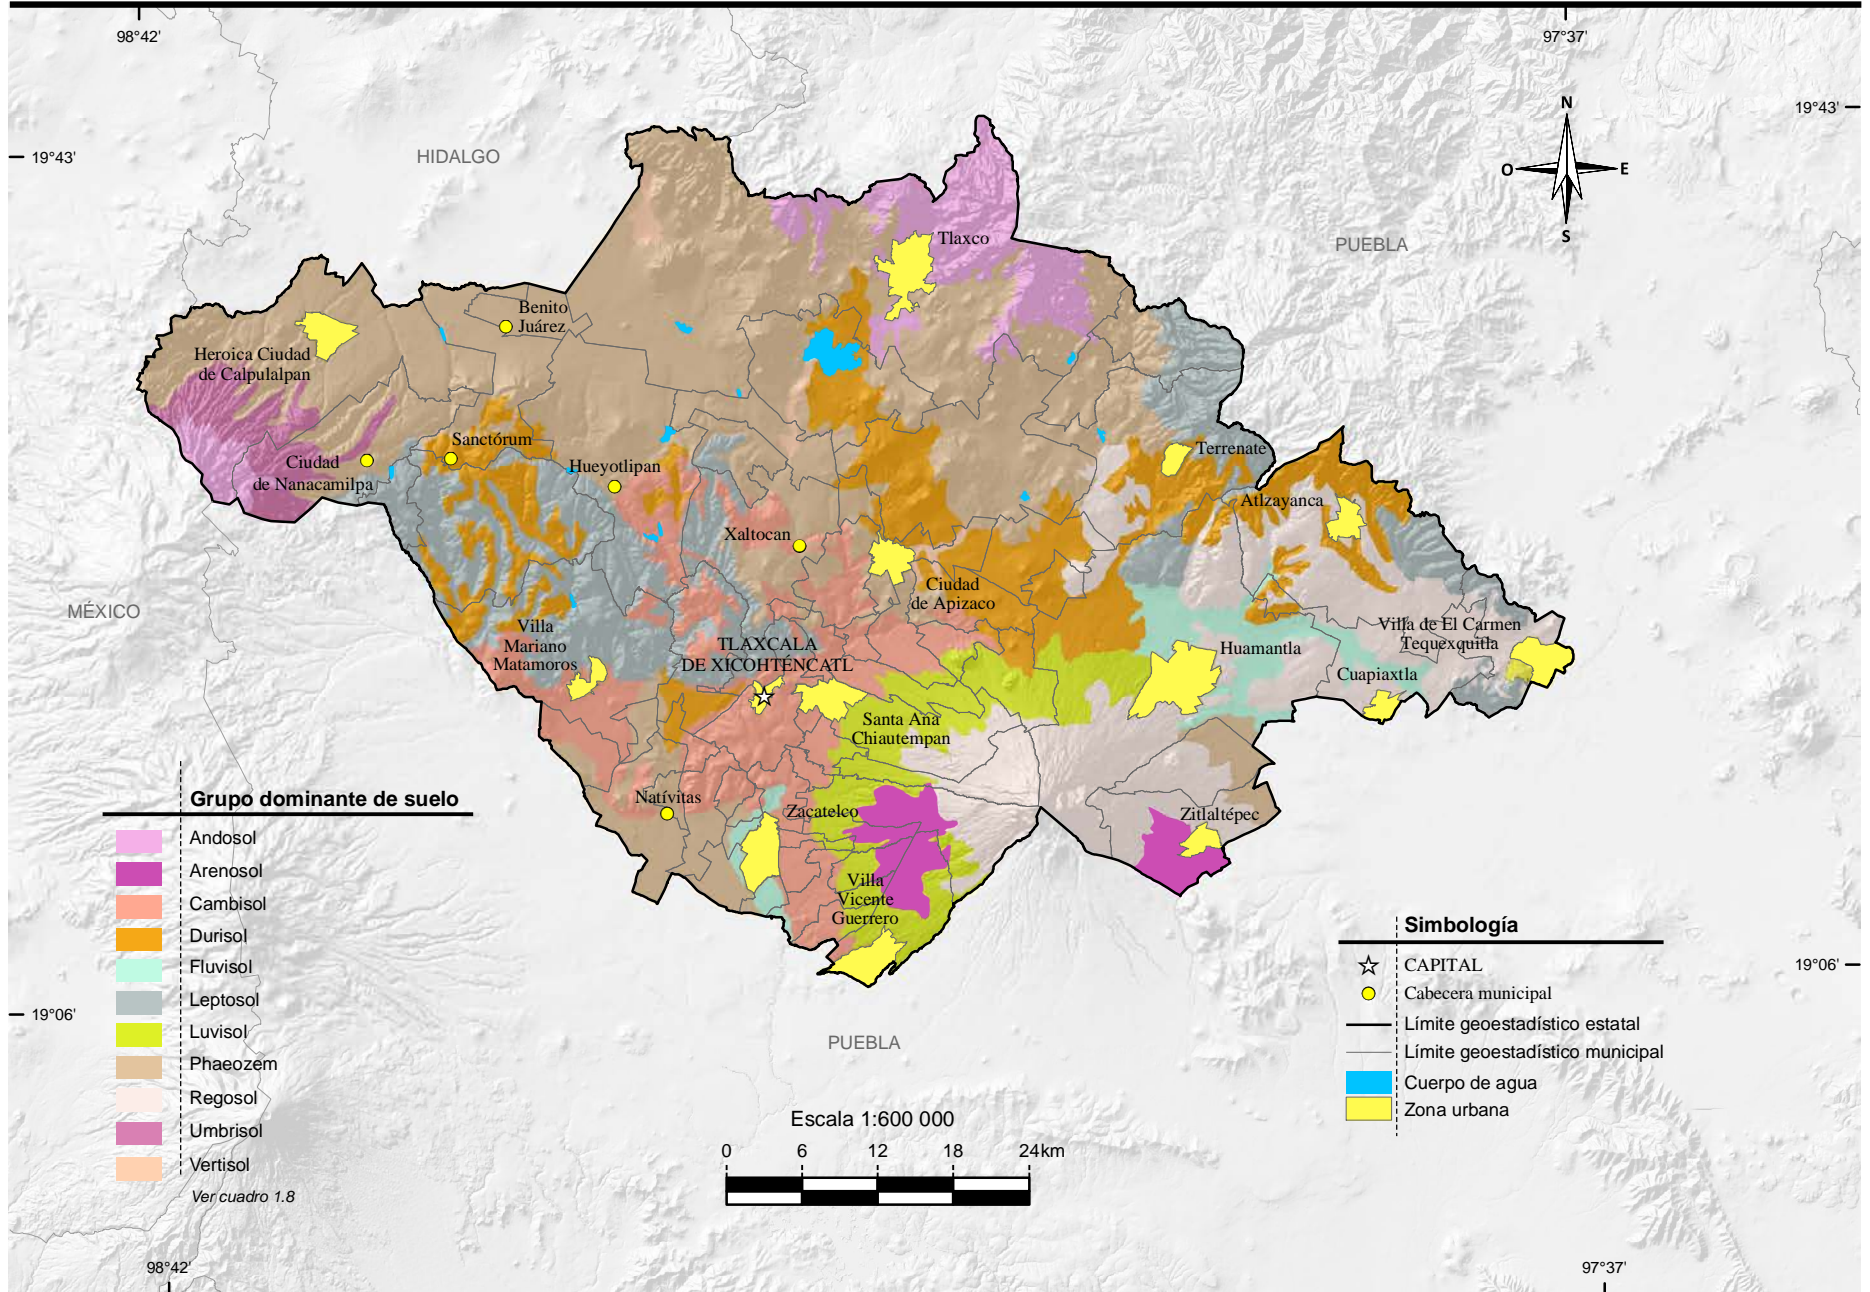 98°42'
97°37'
19°43'
19°43'
HIDALGO
N
O
E
S
PUEBLA
Tlaxco
Benito
Juárez
Heroica Ciudad
de Calpulalpan
Sanctórum
Ciudad
de Nanacamilpa
Hueyotlipan
Terrenate
Atlzayanca
Xaltocan
Ciudad
de Apizaco
MÉXICO
Villa
Mariano
Matamoros
TLAXCALA
DE XICOHTÉNCATL
Huamantla
Villa de El Carmen
Tequexquitla
Cuapiaxtla
Santa Ana
Chiautempan
Natívitas
Zacatelco
Zitlaltépec
Villa
Vicente
Guerrero
Grupo dominante de suelo
Andosol
Arenosol
Cambisol
Durisol
Fluvisol
Leptosol
Luvisol
Phaeozem
Regosol
Umbrisol
Vertisol
Ver cuadro 1.8
Simbología
CAPITAL
Cabecera municipal
Límite geoestadístico estatal
Límite geoestadístico municipal
Cuerpo de agua
Zona urbana
19°06'
19°06'
PUEBLA
Escala 1:600 000
0 6 12 18 24km
98°42'
97°37'